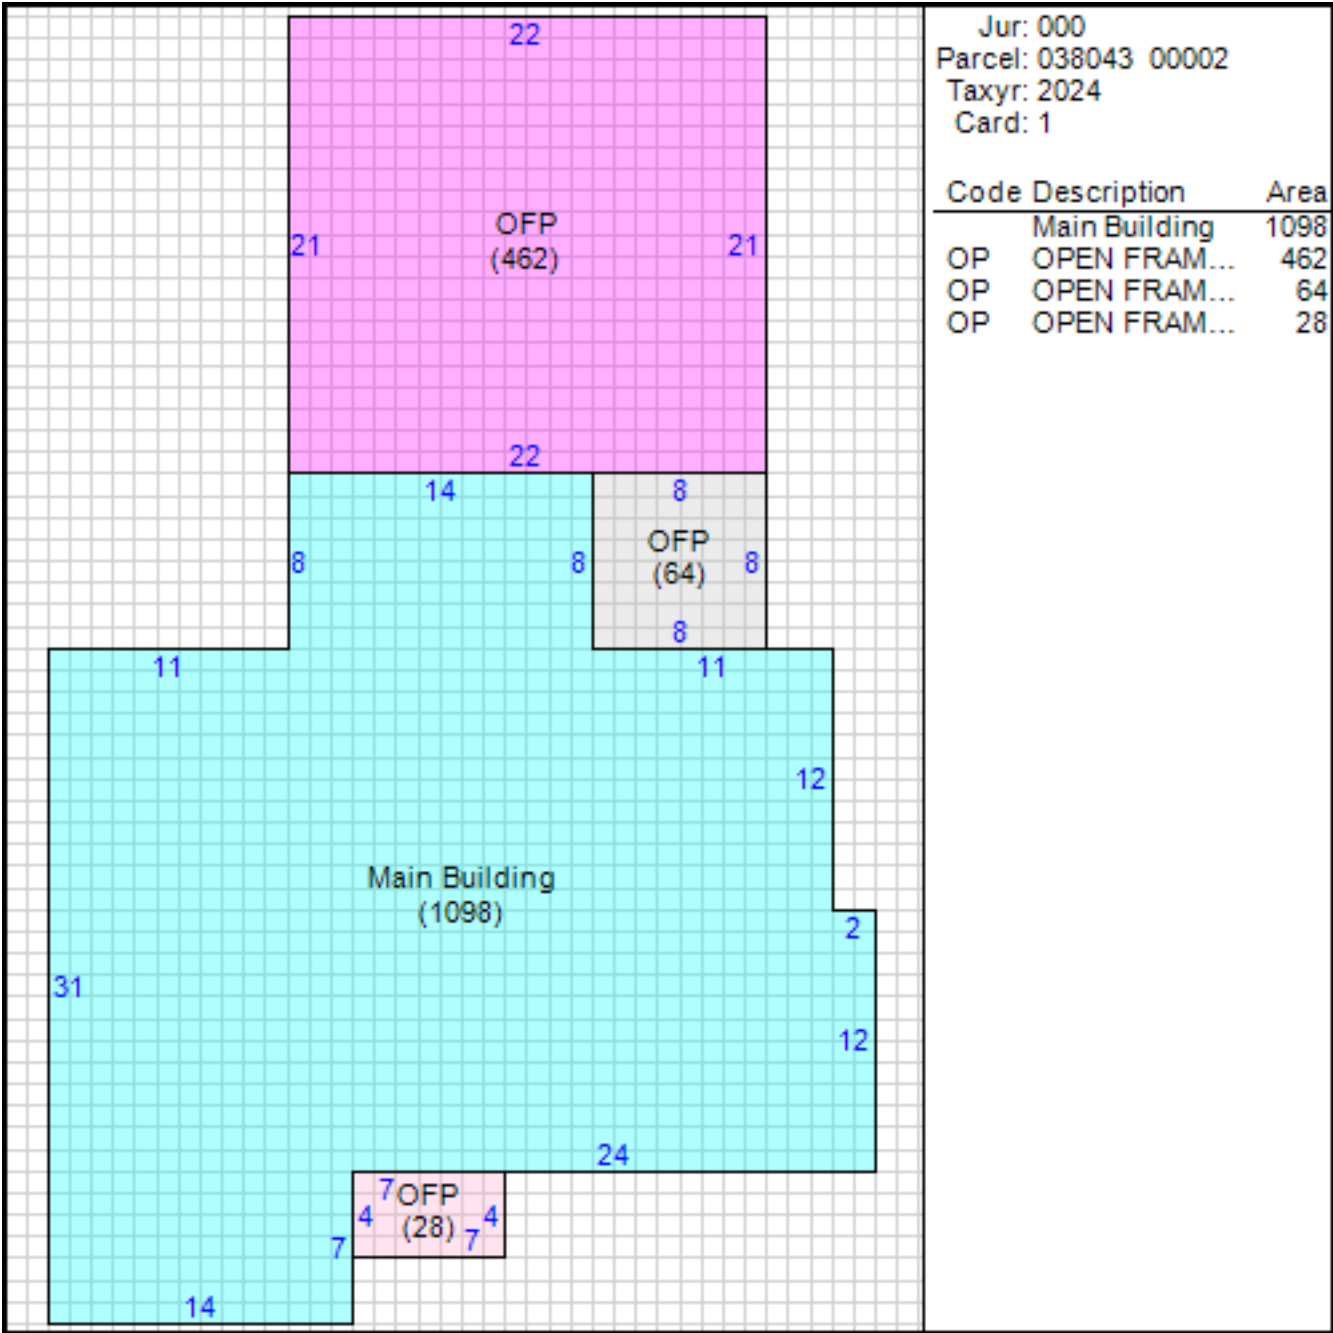 Jur: 000
Parcel: 038043 00002
Taxyr: 2024
Card: 1
Code Description Area
Main Building 1098
OP OPEN FRAM... 462
OP OPEN FRAM... 64
OP OPEN FRAM... 28
22
OFP
(462)
21
21
22
14
8
OFP
(64)
8
8
8
8
11
11
12
Main Building
(1098)
2
31
12
24
7
OFP
(28)
4
4
7
7
14